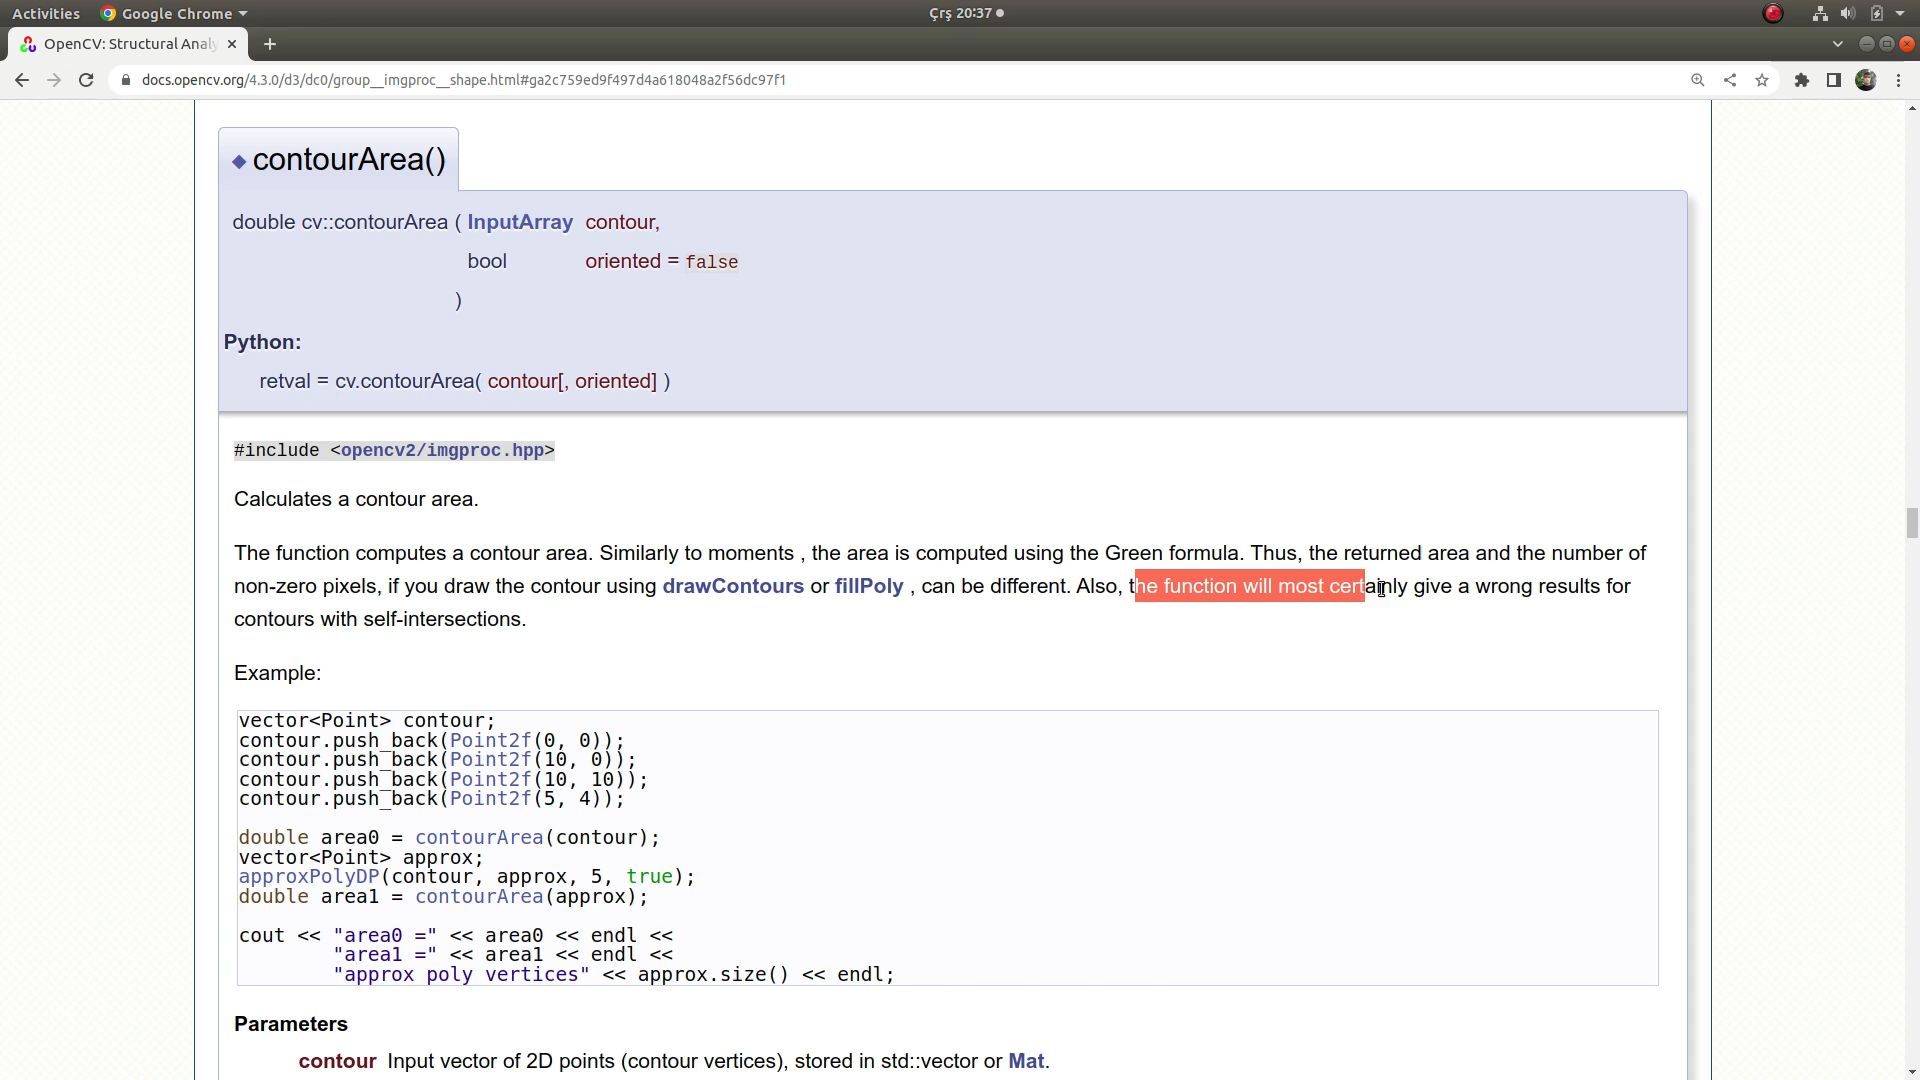 Activities Google Chrome Çrş 20:37
OpenCV: Structural Analy
docs.opencv.org/4.3.0/d3/dc0/group__imgproc__shape.html#ga2c759ed9f497d4a618048a2f56dc97f1
◆ contourArea()
double cv::contourArea ( InputArray contour,
bool oriented = false
)
Python:
retval = cv.contourArea( contour[, oriented] )
#include <opencv2/imgproc.hpp>
Calculates a contour area.
The function computes a contour area. Similarly to moments , the area is computed using the Green formula. Thus, the returned area and the number of
non-zero pixels, if you draw the contour using drawContours or fillPoly , can be different. Also, the function will most certainly give a wrong results for
contours with self-intersections.
Example:
vector<Point> contour;
contour.push_back(Point2f(0, 0));
contour.push_back(Point2f(10, 0));
contour.push_back(Point2f(10, 10));
contour.push_back(Point2f(5, 4));
double area0 = contourArea(contour);
vector<Point> approx;
approxPolyDP(contour, approx, 5, true);
double area1 = contourArea(approx);
cout << "area0 =" << area0 << endl <<
"area1 =" << area1 << endl <<
"approx poly vertices" << approx.size() << endl;
Parameters
contour Input vector of 2D points (contour vertices), stored in std::vector or Mat.